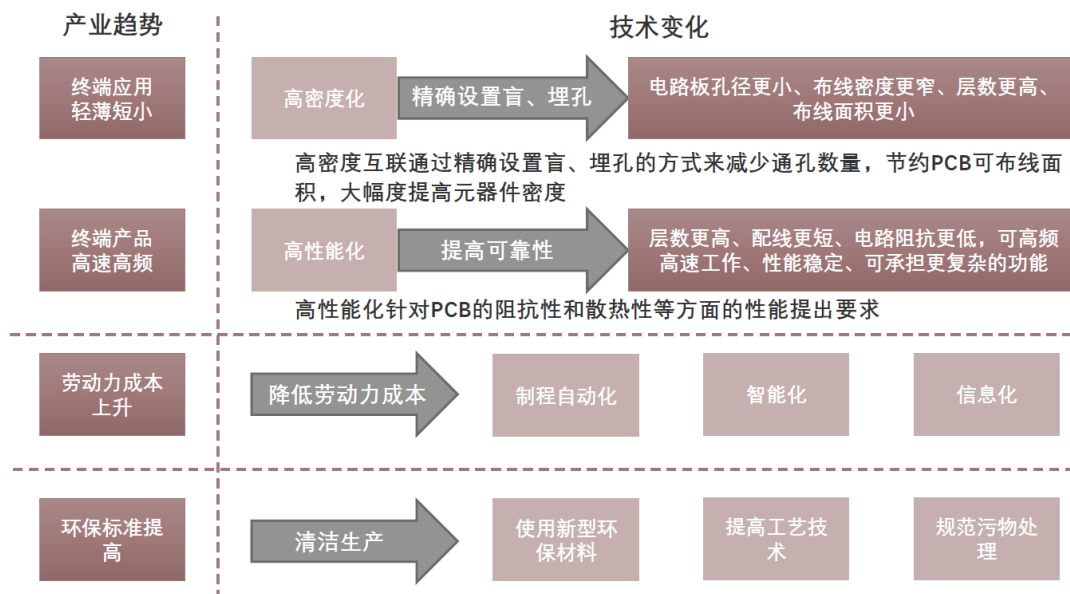 产业趋势
技术变化
终端应用
轻薄短小
高密度化
精确设置盲、埋孔
电路板孔径更小、布线密度更窄、层数更高、
布线面积更小
高密度互联通过精确设置盲、埋孔的方式来减少通孔数量，节约PCB可布线面
积，大幅度提高元器件密度
终端产品
高速高频
高性能化
提高可靠性
层数更高、配线更短、电路阻抗更低，可高频
高速工作、性能稳定、可承担更复杂的功能
高性能化针对PCB的阻抗性和散热性等方面的性能提出要求
劳动力成本
上升
降低劳动力成本
制程自动化
智能化
信息化
环保标准提
高
清洁生产
使用新型环
保材料
提高工艺技
术
规范污物处
理